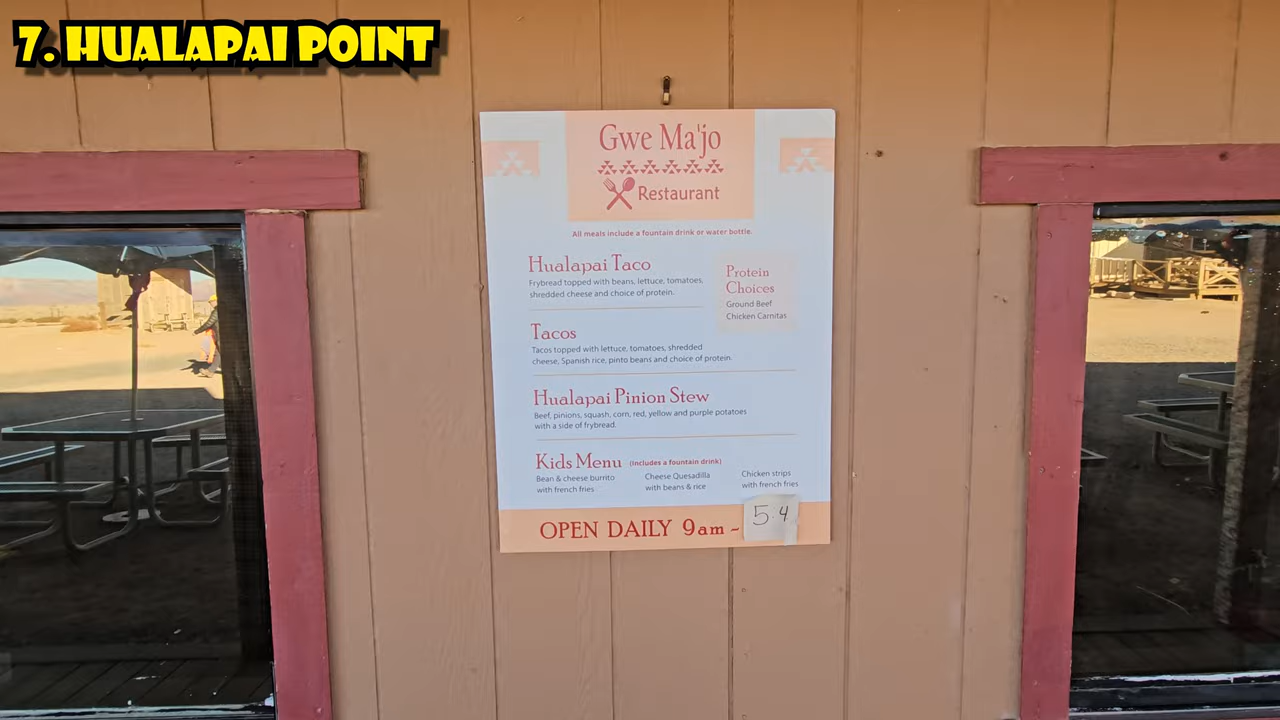 7. HUALAPAI POINT
Gwe Ma'jo
Restaurant
All meals include a fountain drink or water bottle.
Hualapai Taco
Frybread topped with beans, lettuce, tomatoes,
shredded cheese and choice of protein.
Protein
Choices
Ground Beef
Chicken Carnitas
Tacos
Tacos topped with lettuce, tomatoes, shredded
cheese, Spanish rice, pinto beans and choice of protein.
Hualapai Pinion Stew
Beef, pinions, squash, corn, red, yellow and purple potatoes
with a side of frybread.
Kids Menu (includes a fountain drink)
Bean & cheese burrito
with french fries
Cheese Quesadilla
with beans & rice
Chicken strips
with french fries
OPEN DAILY 9am - 5.4